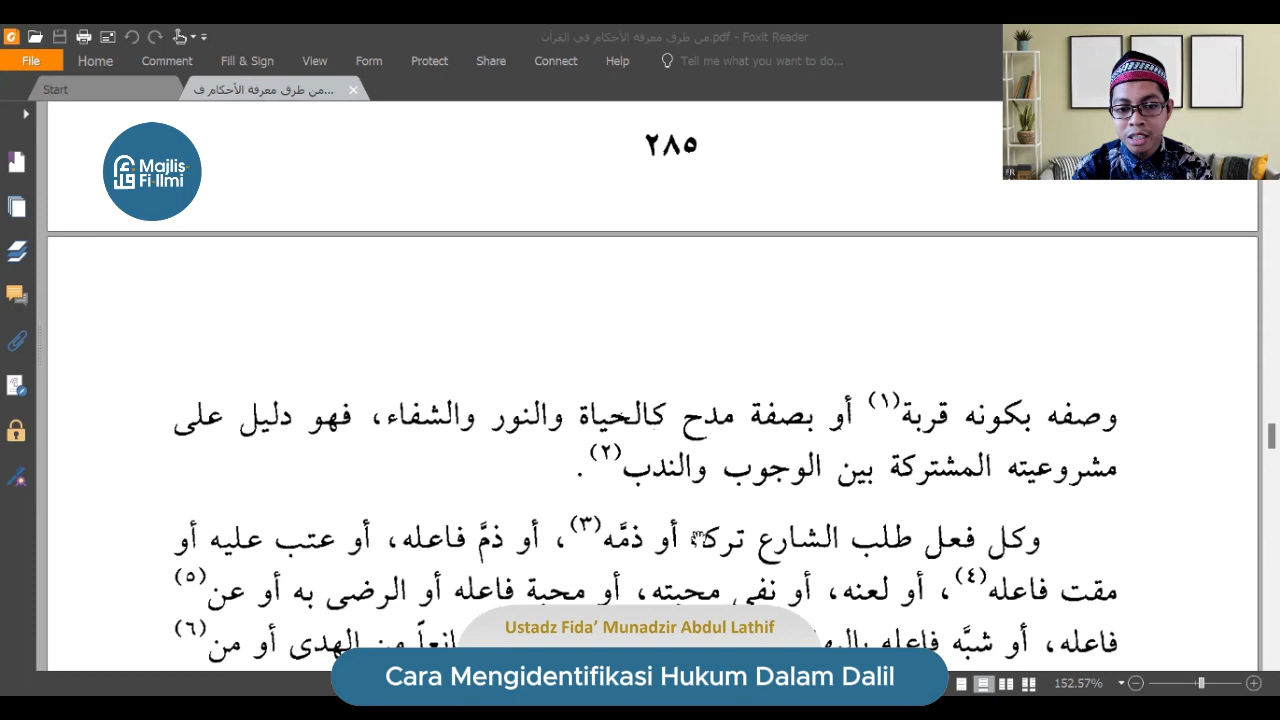 من طرق معرفة الأحكام في القرآن.pdf - Foxit Reader
File Home Comment Fill & Sign View Form Protect Share Connect Help Tell me what you want to do...
Start من طرق معرفة الأحكام ف...
Majlis
Fi Ilmi
٢٨٥
وصفه بكونه قربة(١) أو بصفة مدح كالحياة والنور والشفاء، فهو دليل على
مشروعيته المشتركة بين الوجوب والندب(٢).
وكل فعل طلب الشارع تركه أو ذمَّه(٣)، أو ذمَّ فاعله، أو عتب عليه أو
مقت فاعله(٤)، أو لعنه، أو نفى محبته، أو محبة فاعله أو الرضى به أو عن(٥)
فاعله، أو شبَّه فاعله من الهدى أو من(٦)
Ustadz Fida’ Munadzir Abdul Lathif
Cara Mengidentifikasi Hukum Dalam Dalil
152.57%